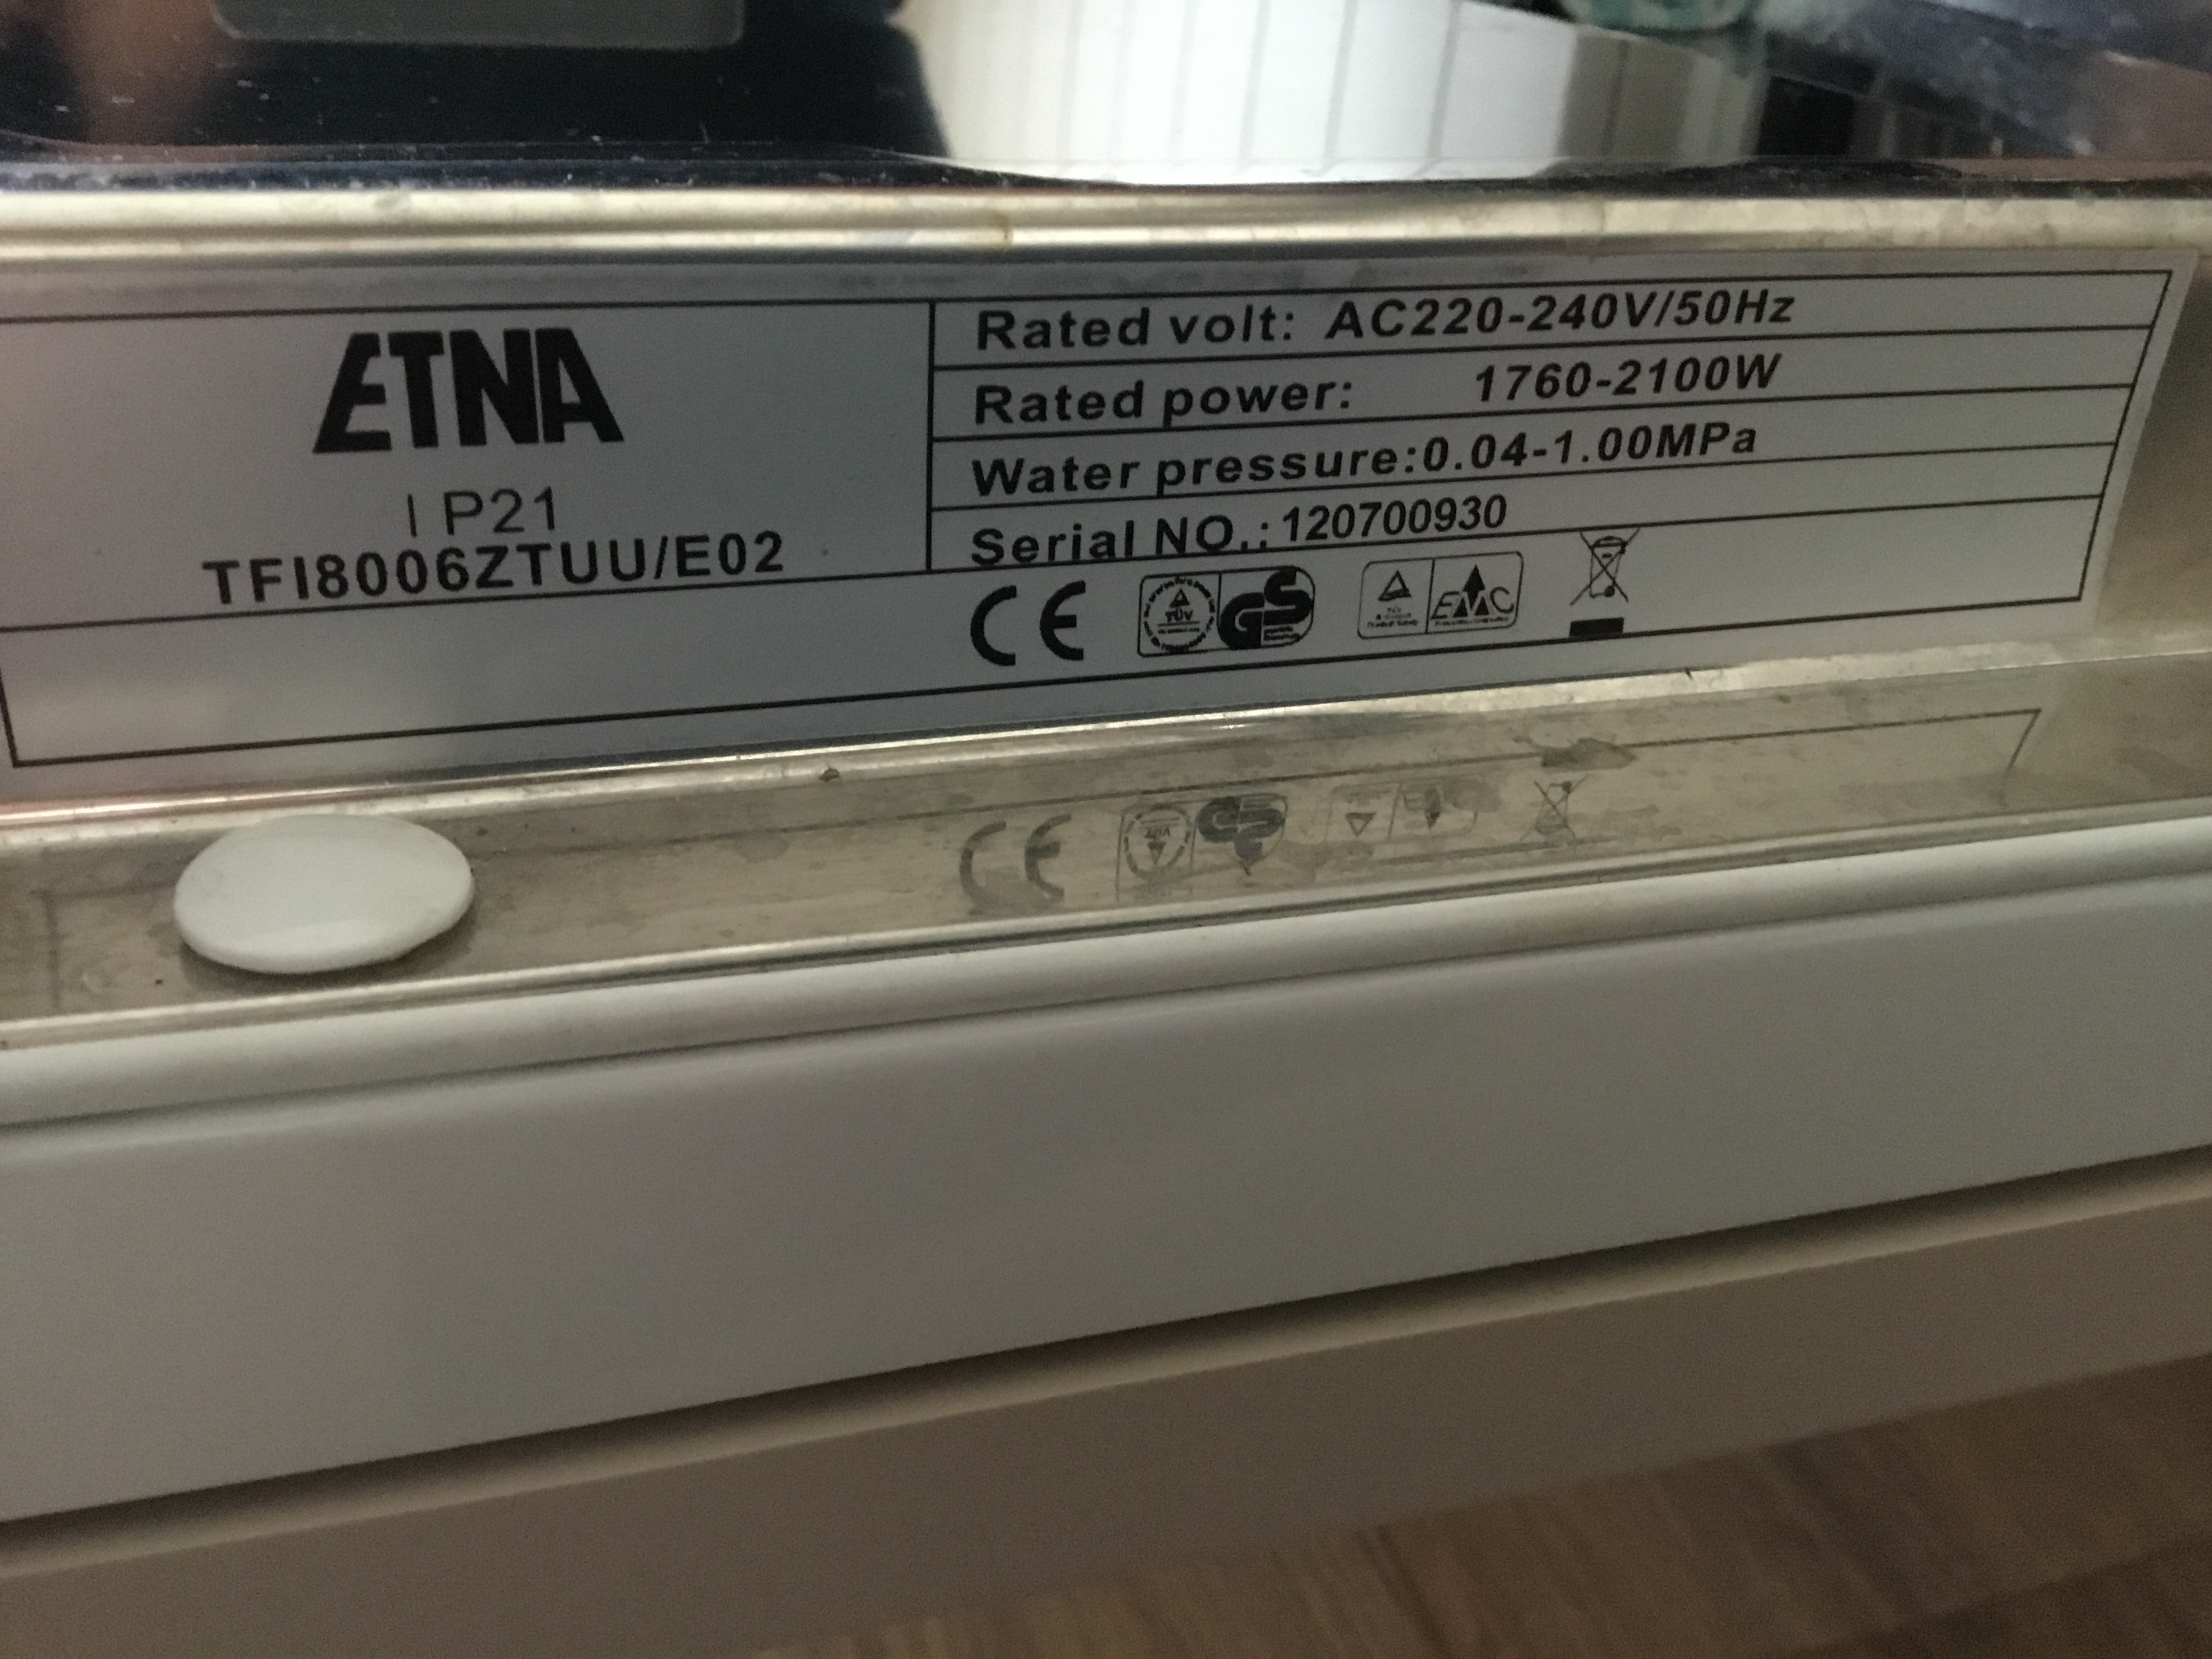 ETNA
IP21
TFI8006ZTUU/E02
Rated volt: AC220-240V/50Hz
Rated power: 1760-2100W
Water pressure:0.04-1.00MPa
Serial NO.: 120700930
CE
TÜV
GS
EMC